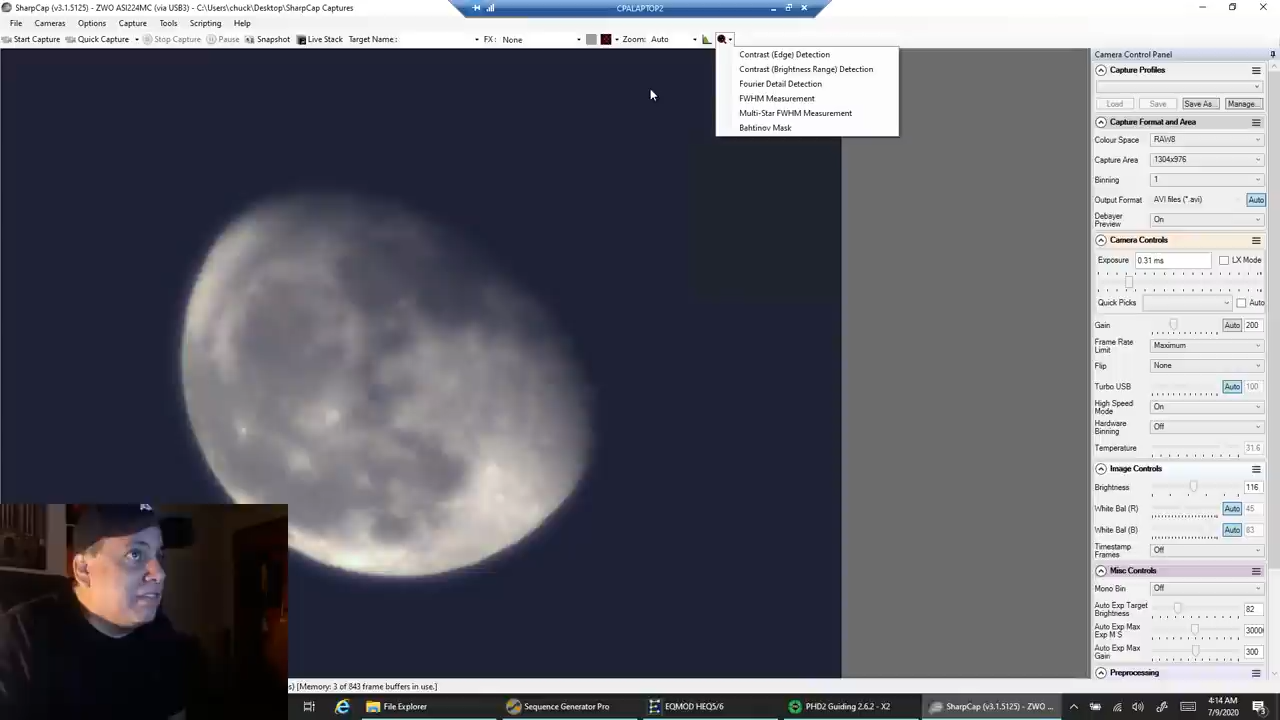 SharpCap (v3.1.5125) - ZWO ASI224MC (via USB3) - C:\Users\chuck\Desktop\SharpCap Captures
CPALAPTOP2
File Cameras Options Capture Tools Scripting Help
Start Capture Quick Capture Stop Capture Pause Snapshot Live Stack Target Name: FX: None Zoom: Auto
Contrast (Edge) Detection
Contrast (Brightness Range) Detection
Fourier Detail Detection
FWHM Measurement
Multi-Star FWHM Measurement
Bahtinov Mask
Camera Control Panel
Capture Profiles
Load Save Save As... Manage...
Capture Format and Area
Colour Space RAW8
Capture Area 1304x976
Binning 1
Output Format AVI files (*.avi) Auto
Debayer
Preview On
Camera Controls
Exposure 0.31 ms LX Mode
Quick Picks Auto
Gain Auto 200
Frame Rate
Limit Maximum
Flip None
Turbo USB Auto 100
High Speed
Mode On
Hardware
Binning Off
Temperature 31.6
Image Controls
Brightness 116
White Bal (R) Auto 45
White Bal (B) Auto 83
Timestamp
Frames Off
Misc Controls
Mono Bin Off
Auto Exp Target
Brightness 82
Auto Exp Max
Exp M S 3000
Auto Exp Max
Gain 300
Preprocessing
s) [Memory: 3 of 843 frame buffers in use.]
File Explorer Sequence Generator Pro EQMOD HEQ5/6 PHD2 Guiding 2.6.2 - X2 SharpCap (v3.1.5125) - ZWO ...
4:14 AM
7/9/2020